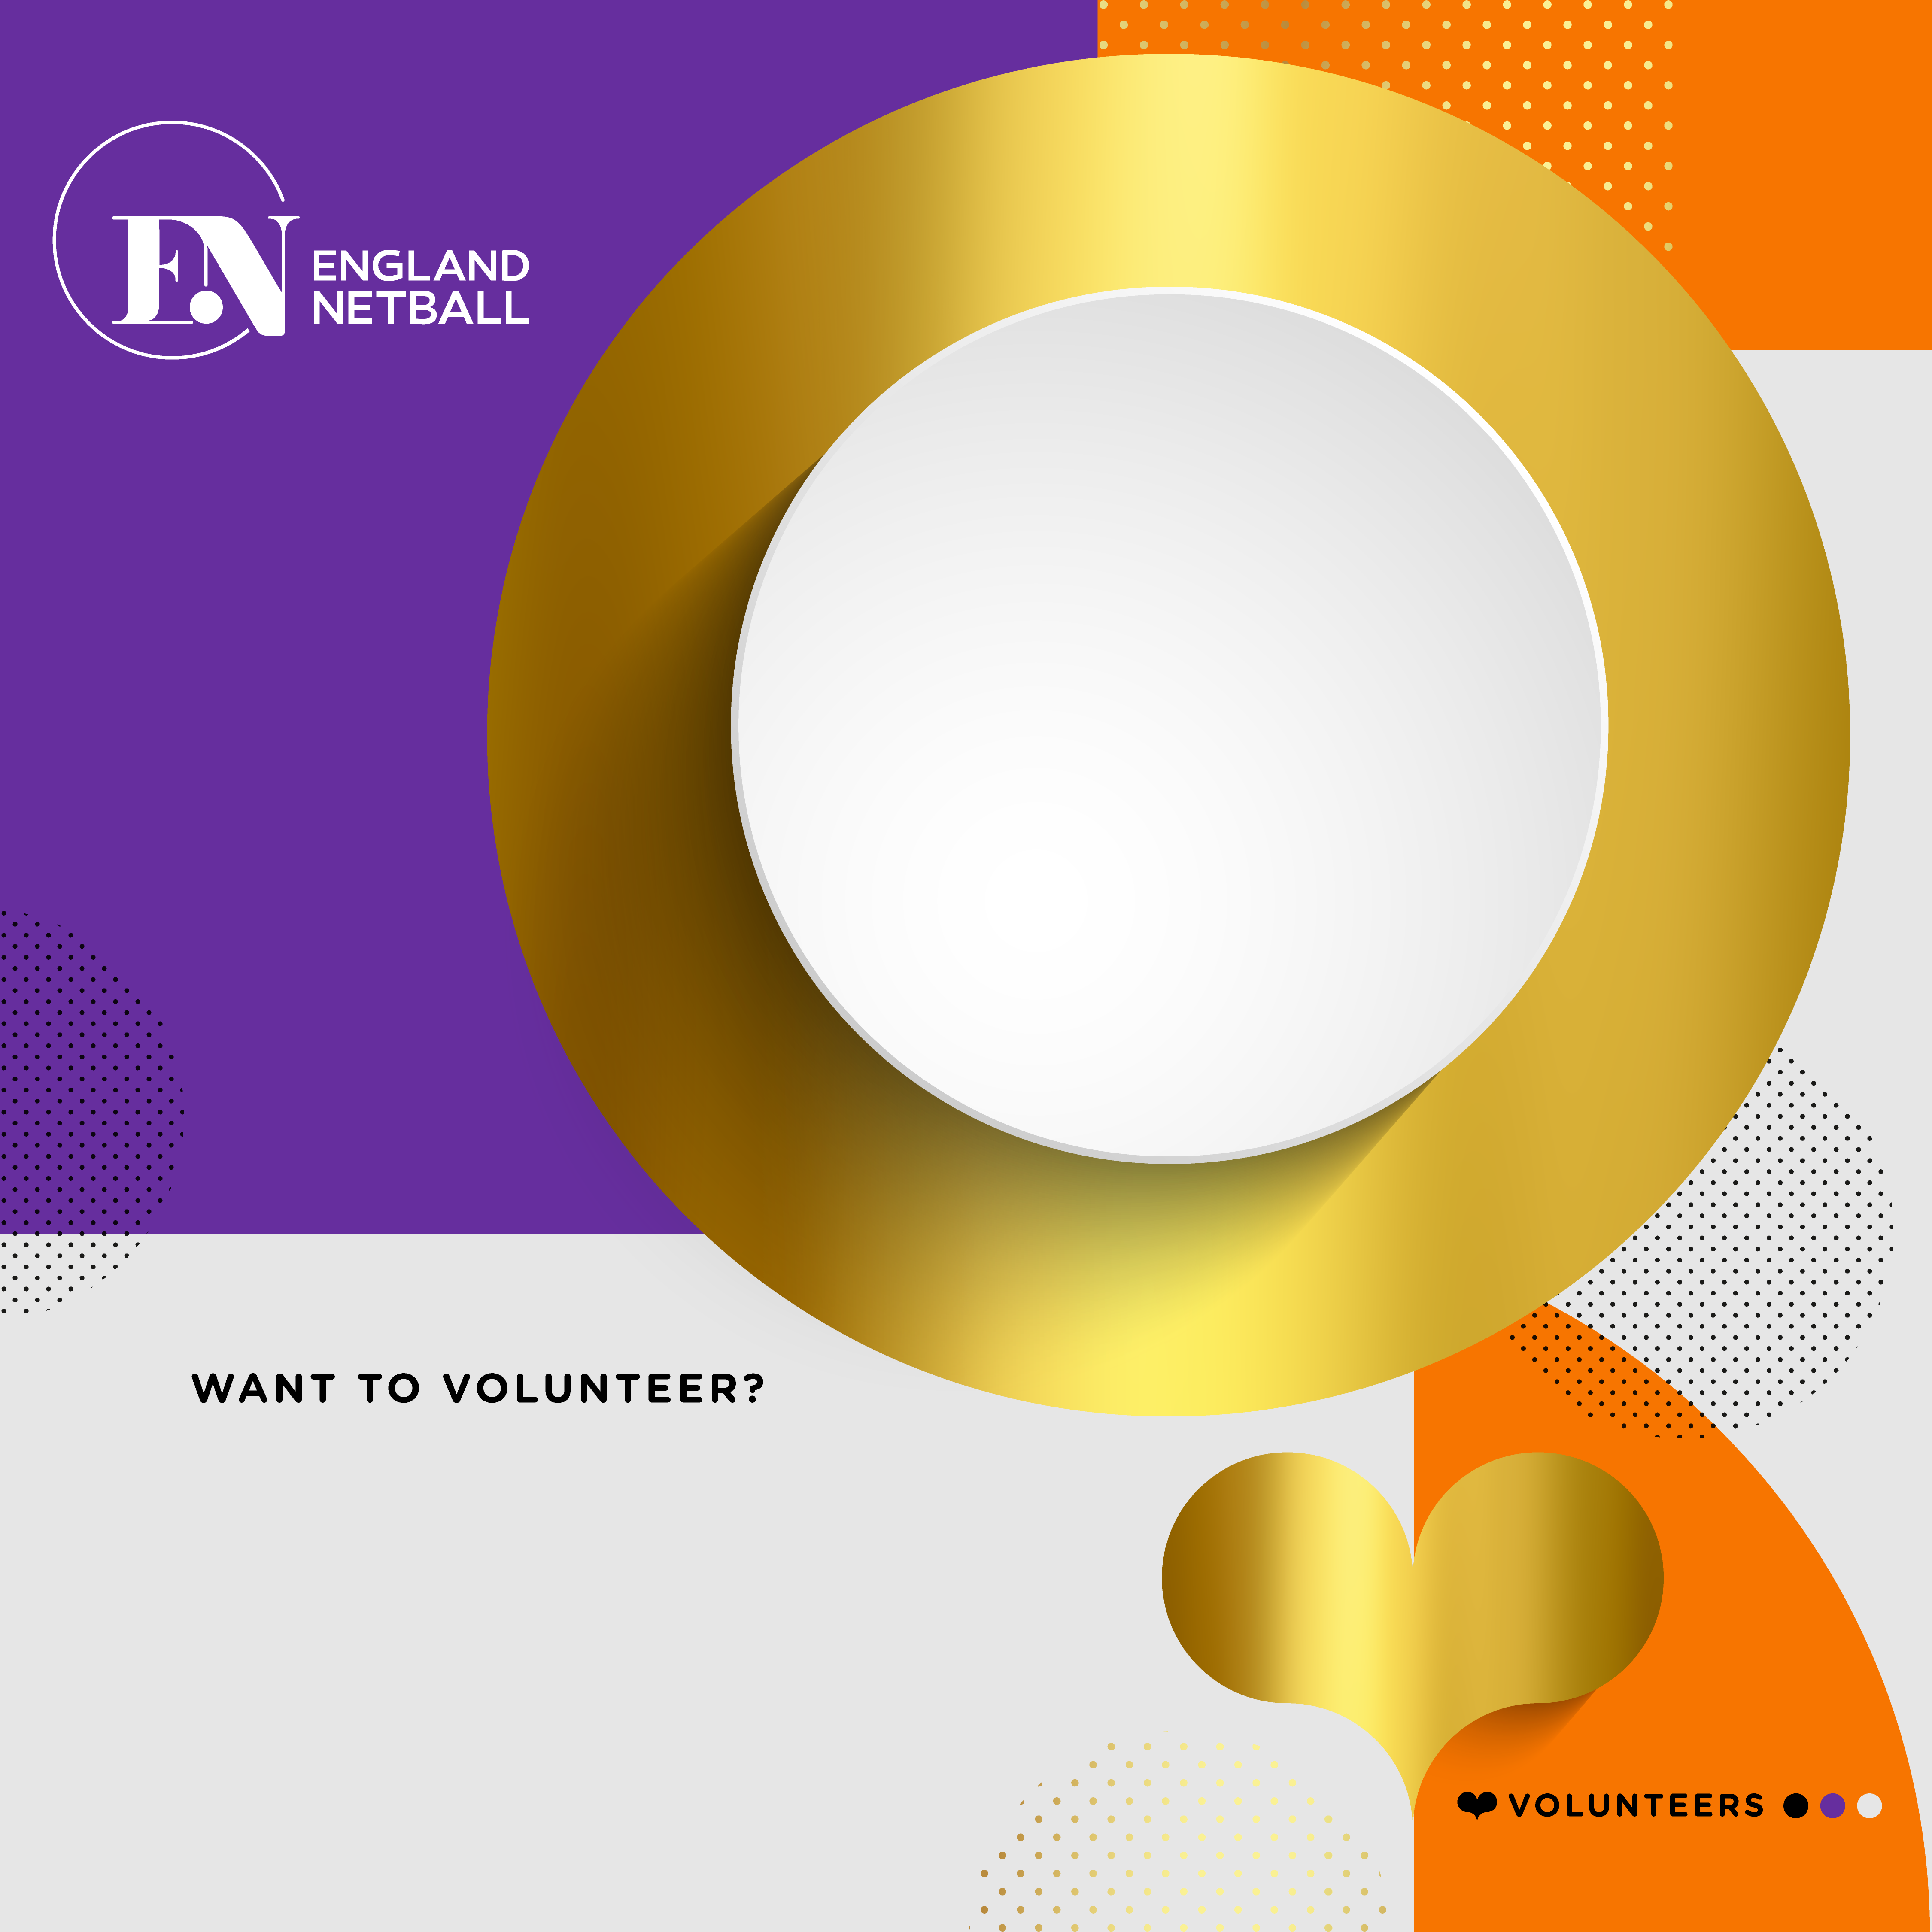 EN
ENGLAND
NETBALL
WANT TO VOLUNTEER?
VOLUNTEERS